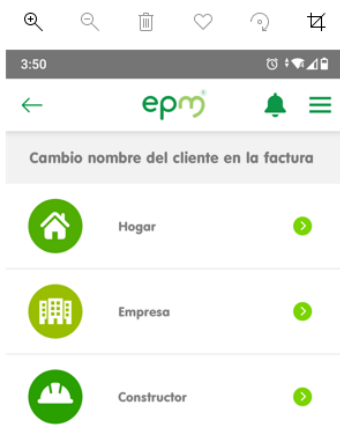 3:50
epm
Cambio nombre del cliente en la factura
Hogar
Empresa
Constructor